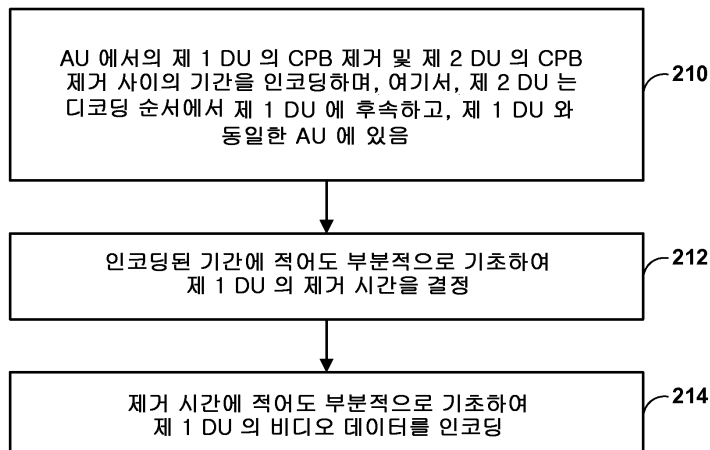 AU 에서의 제 1 DU 의 CPB 제거 및 제 2 DU 의 CPB
제거 사이의 기간을 인코딩하며, 여기서, 제 2 DU 는
디코딩 순서에서 제 1 DU 에 후속하고, 제 1 DU 와
동일한 AU 에 있음
210
인코딩된 기간에 적어도 부분적으로 기초하여
제 1 DU 의 제거 시간을 결정
212
제거 시간에 적어도 부분적으로 기초하여
제 1 DU 의 비디오 데이터를 인코딩
214